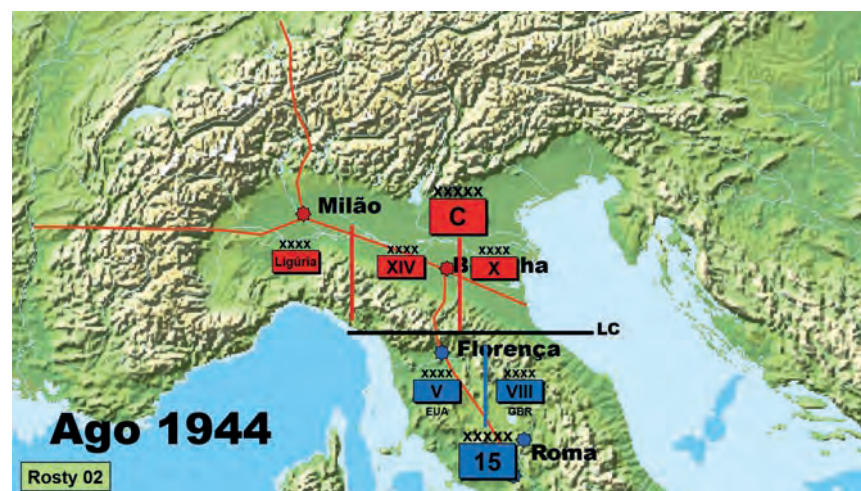 XXXXX
C
Milão
XXXX
Ligúria
XXXX
XIV
XXXX
X
LC
Florença
XXXX
V
EUA
XXXX
VIII
GBR
Ago 1944
XXXXX
15
Roma
Rosty 02